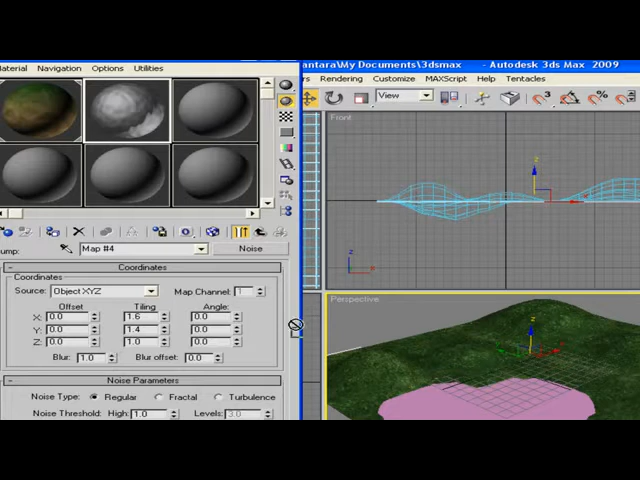 antara\My Documents\3dsmax - Autodesk 3ds Max 2009
Material Navigation Options Utilities
Rendering Customize MAXScript Help Tentacles
View
Front
z
z
Map #4 Noise
Coordinates
Coordinates
Source: Object XYZ Map Channel: 1
Offset Tiling Angle:
X: 0.0 1.6 0.0
Y: 0.0 1.4 0.0
Z: 0.0 1.0 0.0
Blur: 1.0 Blur offset: 0.0
Noise Parameters
Noise Type: Regular Fractal Turbulence
Noise Threshold: High: 1.0 Levels: 3.0
Perspective
z